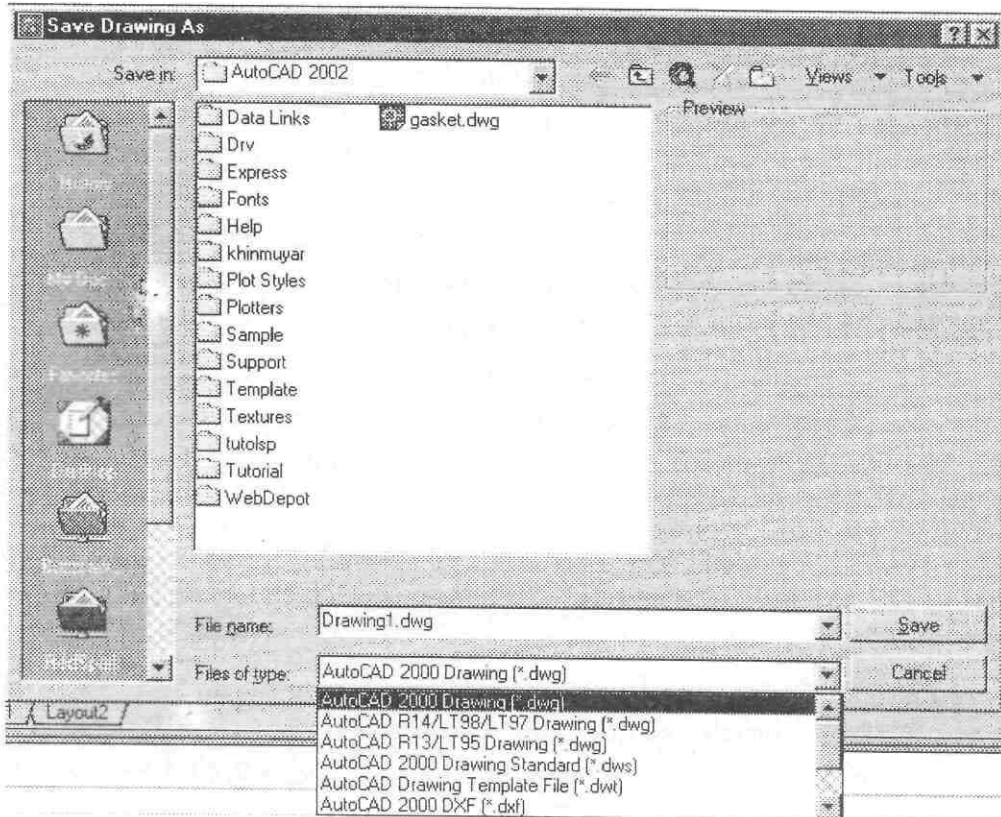 Save Drawing As
Save in: AutoCAD 2002 Views Tools
Data Links
Drv
Express
Fonts
Help
khinmuyar
Plot Styles
Plotters
Sample
Support
Template
Textures
tutolsp
Tutorial
WebDepot
gasket.dwg
Preview
History
File name: Drawing1.dwg Save
Files of type: AutoCAD 2000 Drawing (*.dwg) Cancel
AutoCAD 2000 Drawing (*.dwg)
AutoCAD R14/LT98/LT97 Drawing (*.dwg)
AutoCAD R13/LT95 Drawing (*.dwg)
AutoCAD 2000 Drawing Standard (*.dws)
AutoCAD Drawing Template File (*.dwt)
AutoCAD 2000 DXF (*.dxf)
Layout2